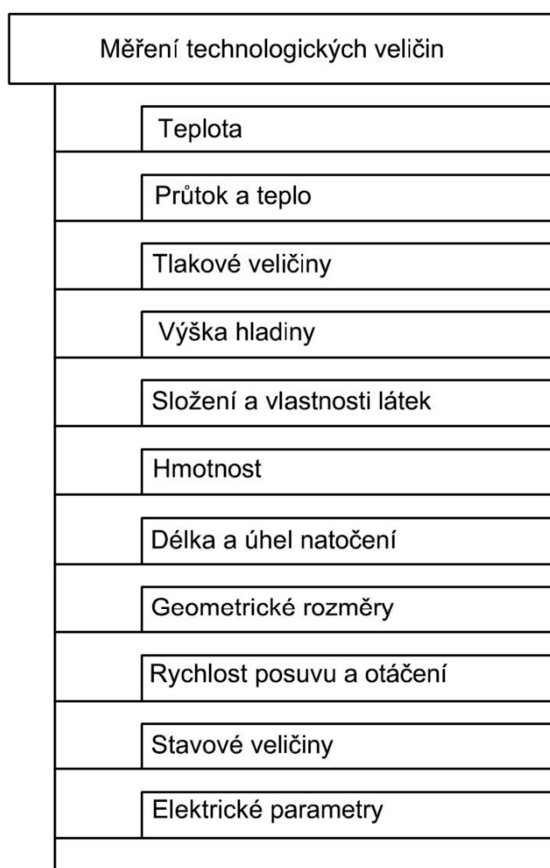 Měření technologických veličin
Teplota
Průtok a teplo
Tlakové veličiny
Výška hladiny
Složení a vlastnosti látek
Hmotnost
Délka a úhel natočení
Geometrické rozměry
Rychlost posuvu a otáčení
Stavové veličiny
Elektrické parametry